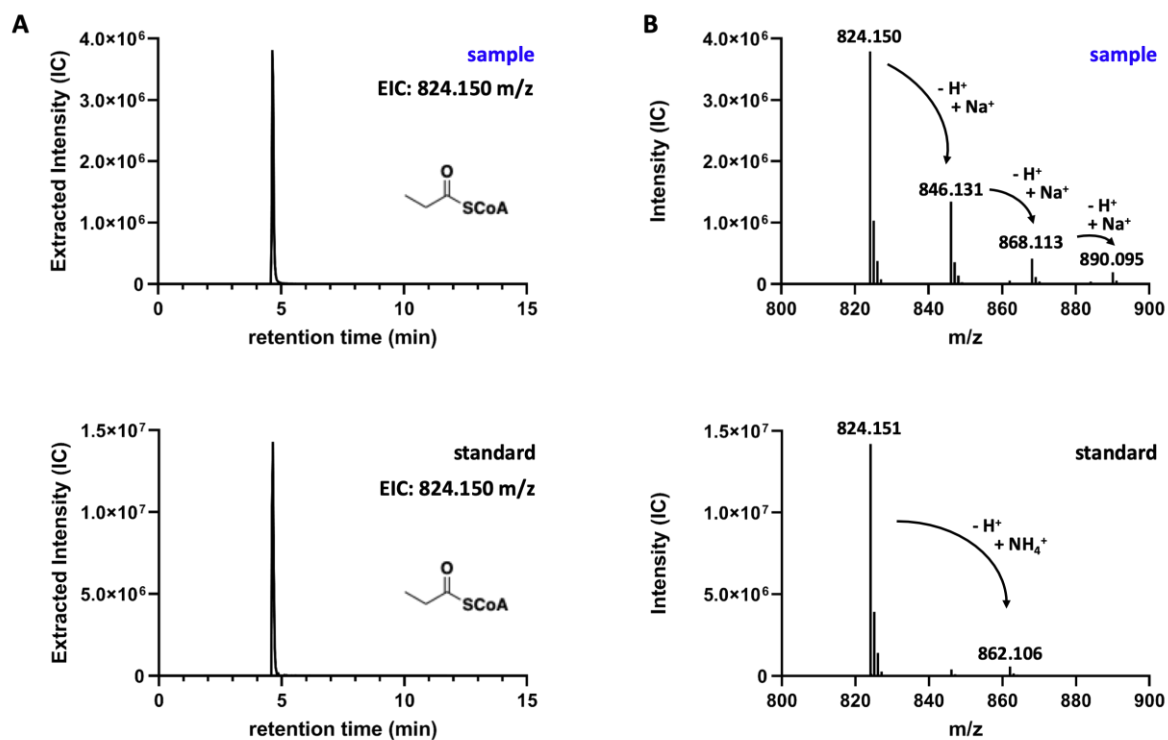 A
4.0×10⁶
3.0×10⁶
2.0×10⁶
1.0×10⁶
0
Extracted Intensity (IC)
sample
EIC: 824.150 m/z
O
SCoA
0
5
10
15
retention time (min)
B
4.0×10⁶
3.0×10⁶
2.0×10⁶
1.0×10⁶
0
Intensity (IC)
824.150
sample
- H⁺
+ Na⁺
846.131
- H⁺
+ Na⁺
868.113
- H⁺
+ Na⁺
890.095
800
820
840
860
880
900
m/z
1.5×10⁷
1.0×10⁷
5.0×10⁶
0
Extracted Intensity (IC)
standard
EIC: 824.150 m/z
O
SCoA
0
5
10
15
retention time (min)
1.5×10⁷
1.0×10⁷
5.0×10⁶
0
Intensity (IC)
824.151
standard
- H⁺
+ NH₄⁺
862.106
800
820
840
860
880
900
m/z